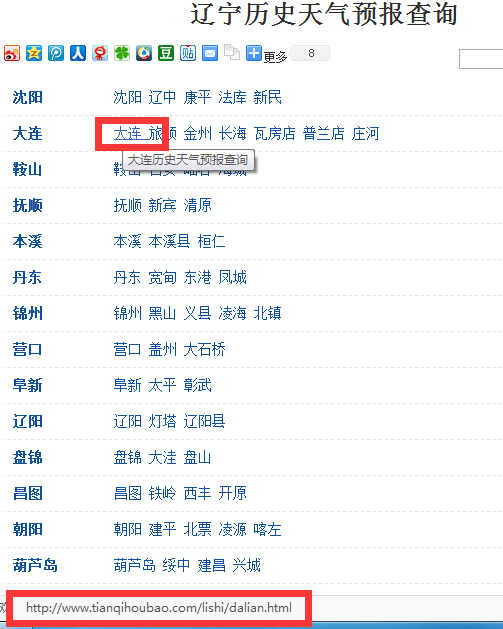 辽宁历史天气预报查询
更多 8
沈阳 沈阳 辽中 康平 法库 新民
大连 大连 旅顺 金州 长海 瓦房店 普兰店 庄河
大连历史天气预报查询
鞍山 鞍山
抚顺 抚顺 新宾 清原
本溪 本溪 本溪县 桓仁
丹东 丹东 宽甸 东港 凤城
锦州 锦州 黑山 义县 凌海 北镇
营口 营口 盖州 大石桥
阜新 阜新 太平 彰武
辽阳 辽阳 灯塔 辽阳县
盘锦 盘锦 大洼 盘山
昌图 昌图 铁岭 西丰 开原
朝阳 朝阳 建平 北票 凌源 喀左
葫芦岛 葫芦岛 绥中 建昌 兴城
http://www.tianqihoubao.com/lishi/dalian.html